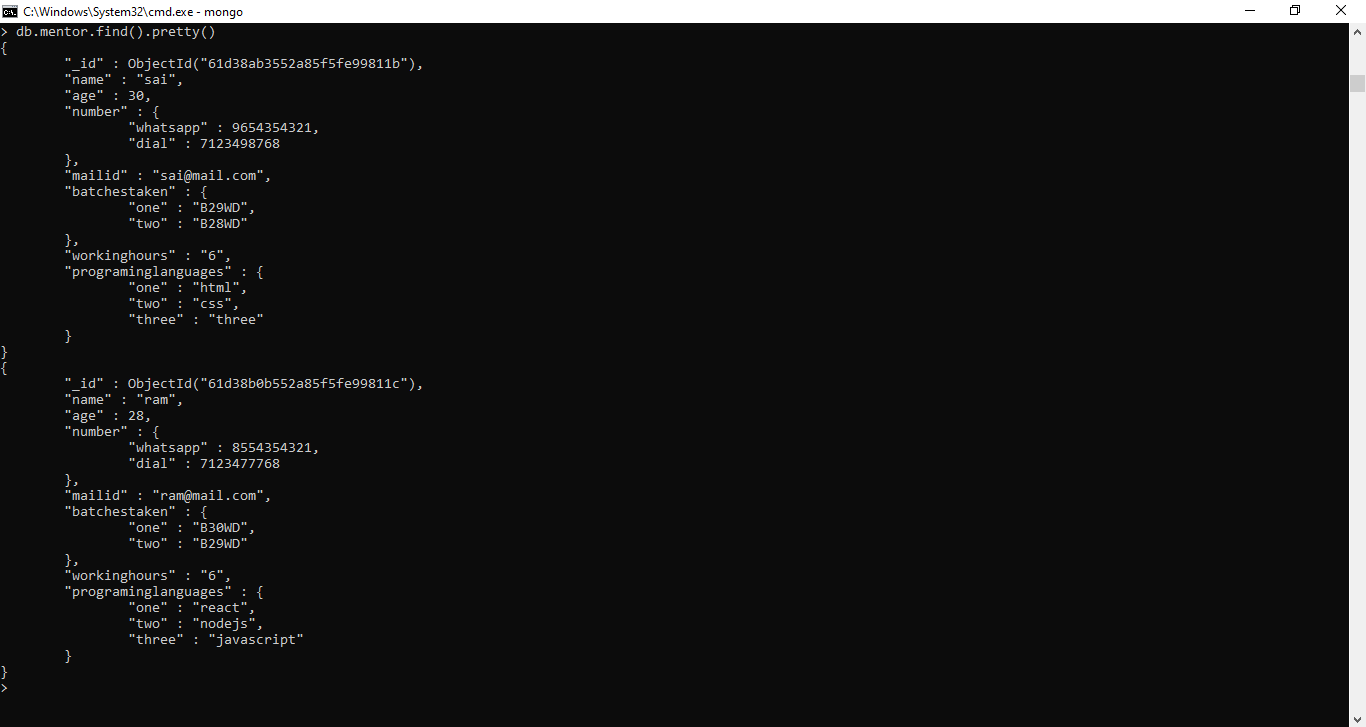 C:\Windows\System32\cmd.exe - mongo
> db.mentor.find().pretty()
{
        "_id" : ObjectId("61d38ab3552a85f5fe99811b"),
        "name" : "sai",
        "age" : 30,
        "number" : {
                "whatsapp" : 9654354321,
                "dial" : 7123498768
        },
        "mailid" : "sai@mail.com",
        "batchestaken" : {
                "one" : "B29WD",
                "two" : "B28WD"
        },
        "workinghours" : "6",
        "programinglanguages" : {
                "one" : "html",
                "two" : "css",
                "three" : "three"
        }
}
{
        "_id" : ObjectId("61d38b0b552a85f5fe99811c"),
        "name" : "ram",
        "age" : 28,
        "number" : {
                "whatsapp" : 8554354321,
                "dial" : 7123477768
        },
        "mailid" : "ram@mail.com",
        "batchestaken" : {
                "one" : "B30WD",
                "two" : "B29WD"
        },
        "workinghours" : "6",
        "programinglanguages" : {
                "one" : "react",
                "two" : "nodejs",
                "three" : "javascript"
        }
}
>